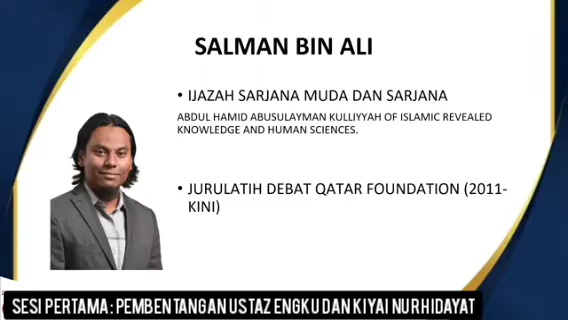 SALMAN BIN ALI
• IJAZAH SARJANA MUDA DAN SARJANA
ABDUL HAMID ABUSULAYMAN KULLIYYAH OF ISLAMIC REVEALED
KNOWLEDGE AND HUMAN SCIENCES.
• JURULATIH DEBAT QATAR FOUNDATION (2011-
KINI)
SESI PERTAMA : PEMBENTANGAN USTAZ ENGKU DAN KIYAI NURHIDAYAT